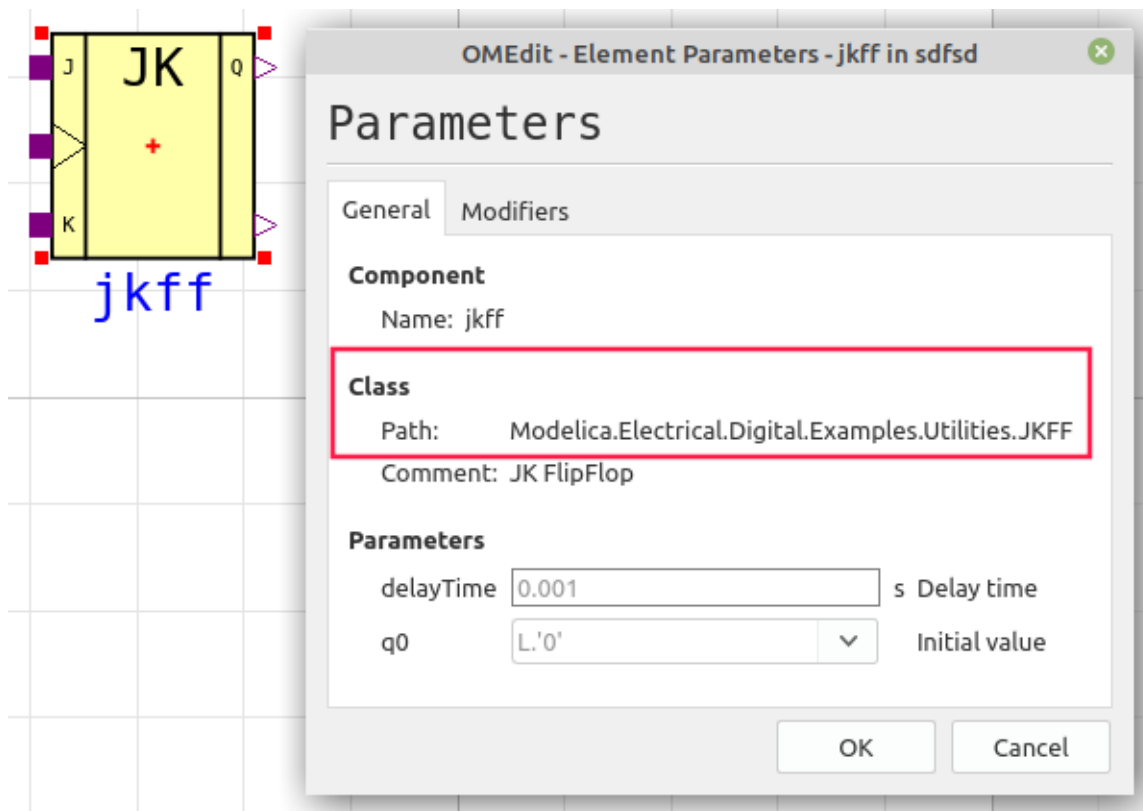 J
JK
Q
K
jkff
OMEdit - Element Parameters - jkff in sdfsd
Parameters
General Modifiers
Component
Name: jkff
Class
Path: Modelica.Electrical.Digital.Examples.Utilities.JKFF
Comment: JK FlipFlop
Parameters
delayTime 0.001 s Delay time
q0 L.'0' Initial value
OK Cancel